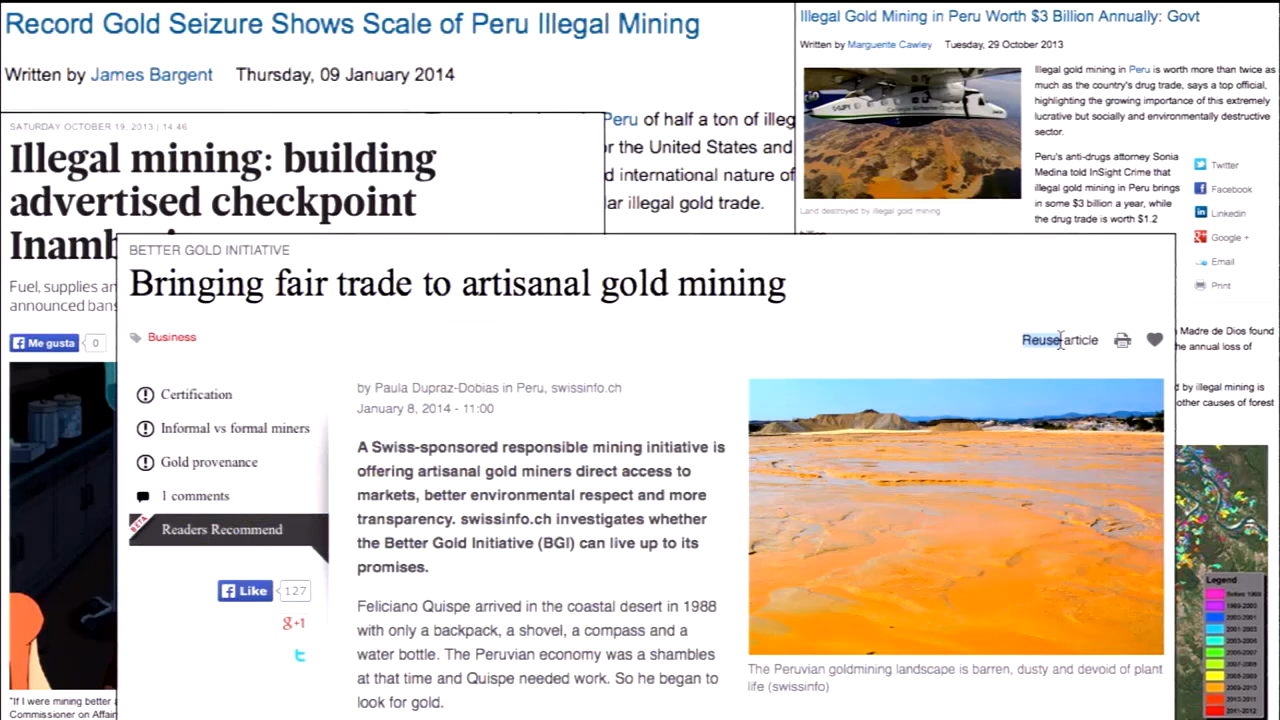 Record Gold Seizure Shows Scale of Peru Illegal Mining
Written by James Bargent Thursday, 09 January 2014
Peru of half a ton of illeg
r the United States and
d international nature of
lar illegal gold trade.
Illegal Gold Mining in Peru Worth $3 Billion Annually: Govt
Written by Marguerite Cawley Tuesday, 29 October 2013
Illegal gold mining in Peru is worth more than twice as
much as the country's drug trade, says a top official,
highlighting the growing importance of this extremely
lucrative but socially and environmentally destructive
sector.
Peru's anti-drugs attorney Sonia
Medina told InSight Crime that
illegal gold mining in Peru brings
in some $3 billion a year, while
the drug trade is worth $1.2
Land destroyed by illegal gold mining
Twitter
Facebook
Linkedin
Google +
Email
Print
Madre de Dios found
he annual loss of
d by illegal mining is
other causes of forest
Legend
SATURDAY OCTOBER 19, 2013 | 14:46
Illegal mining: building
advertised checkpoint
Inamb
Fuel, supplies an
announced bans
Me gusta 0
"If I were mining better a
Commissioner on Affair
BETTER GOLD INITIATIVE
Bringing fair trade to artisanal gold mining
Business
Reuse article
Certification
Informal vs formal miners
Gold provenance
1 comments
BETA
Readers Recommend
Like 127
g+1
by Paula Dupraz-Dobias in Peru, swissinfo.ch
January 8, 2014 - 11:00
A Swiss-sponsored responsible mining initiative is
offering artisanal gold miners direct access to
markets, better environmental respect and more
transparency. swissinfo.ch investigates whether
the Better Gold Initiative (BGI) can live up to its
promises.
Feliciano Quispe arrived in the coastal desert in 1988
with only a backpack, a shovel, a compass and a
water bottle. The Peruvian economy was a shambles
at that time and Quispe needed work. So he began to
look for gold.
The Peruvian goldmining landscape is barren, dusty and devoid of plant
life (swissinfo)